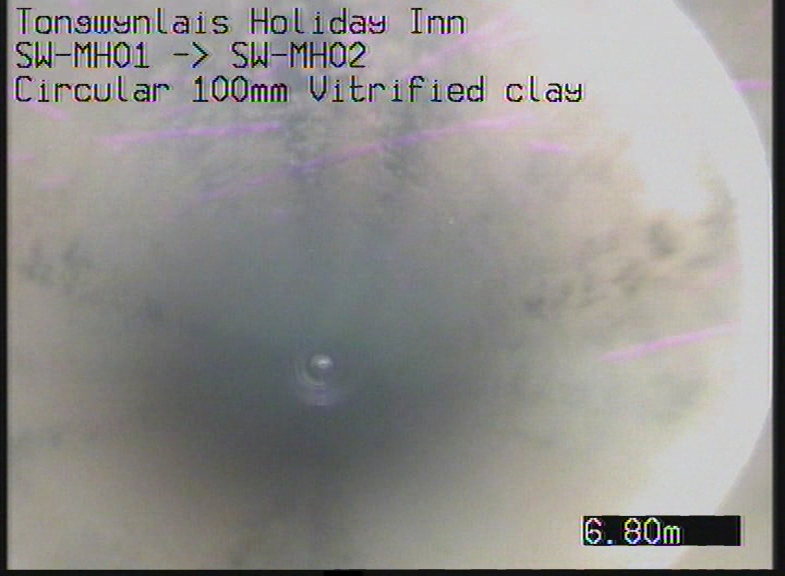 Tongwynlais Holiday Inn
SW-MH01 -> SW-MH02
Circular 100mm Vitrified clay
6.80m